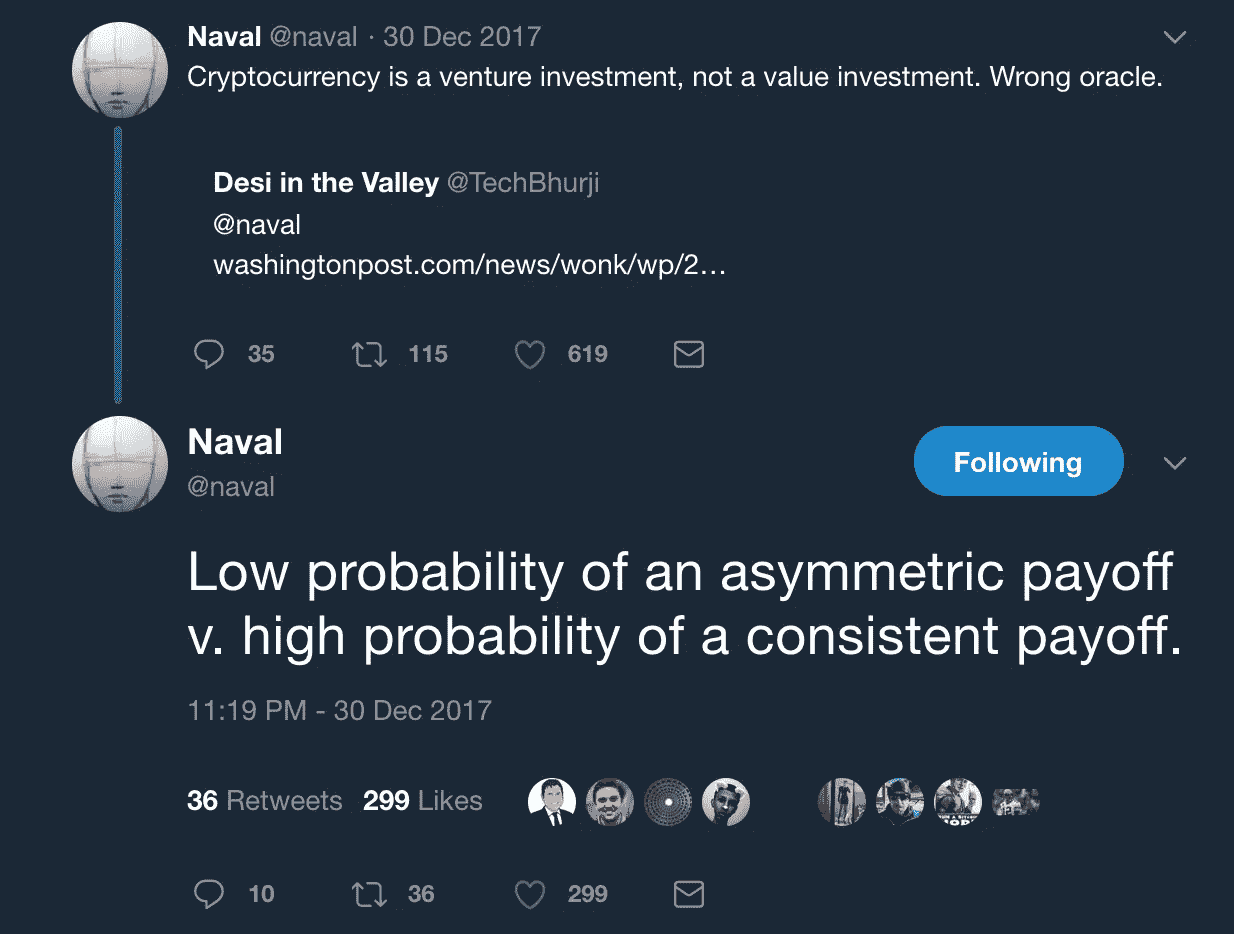 Naval @naval · 30 Dec 2017
Cryptocurrency is a venture investment, not a value investment. Wrong oracle.
Desi in the Valley @TechBhurji
@naval
washingtonpost.com/news/wonk/wp/2…
35 115 619
Naval
@naval
Following
Low probability of an asymmetric payoff
v. high probability of a consistent payoff.
11:19 PM - 30 Dec 2017
36 Retweets 299 Likes
10 36 299